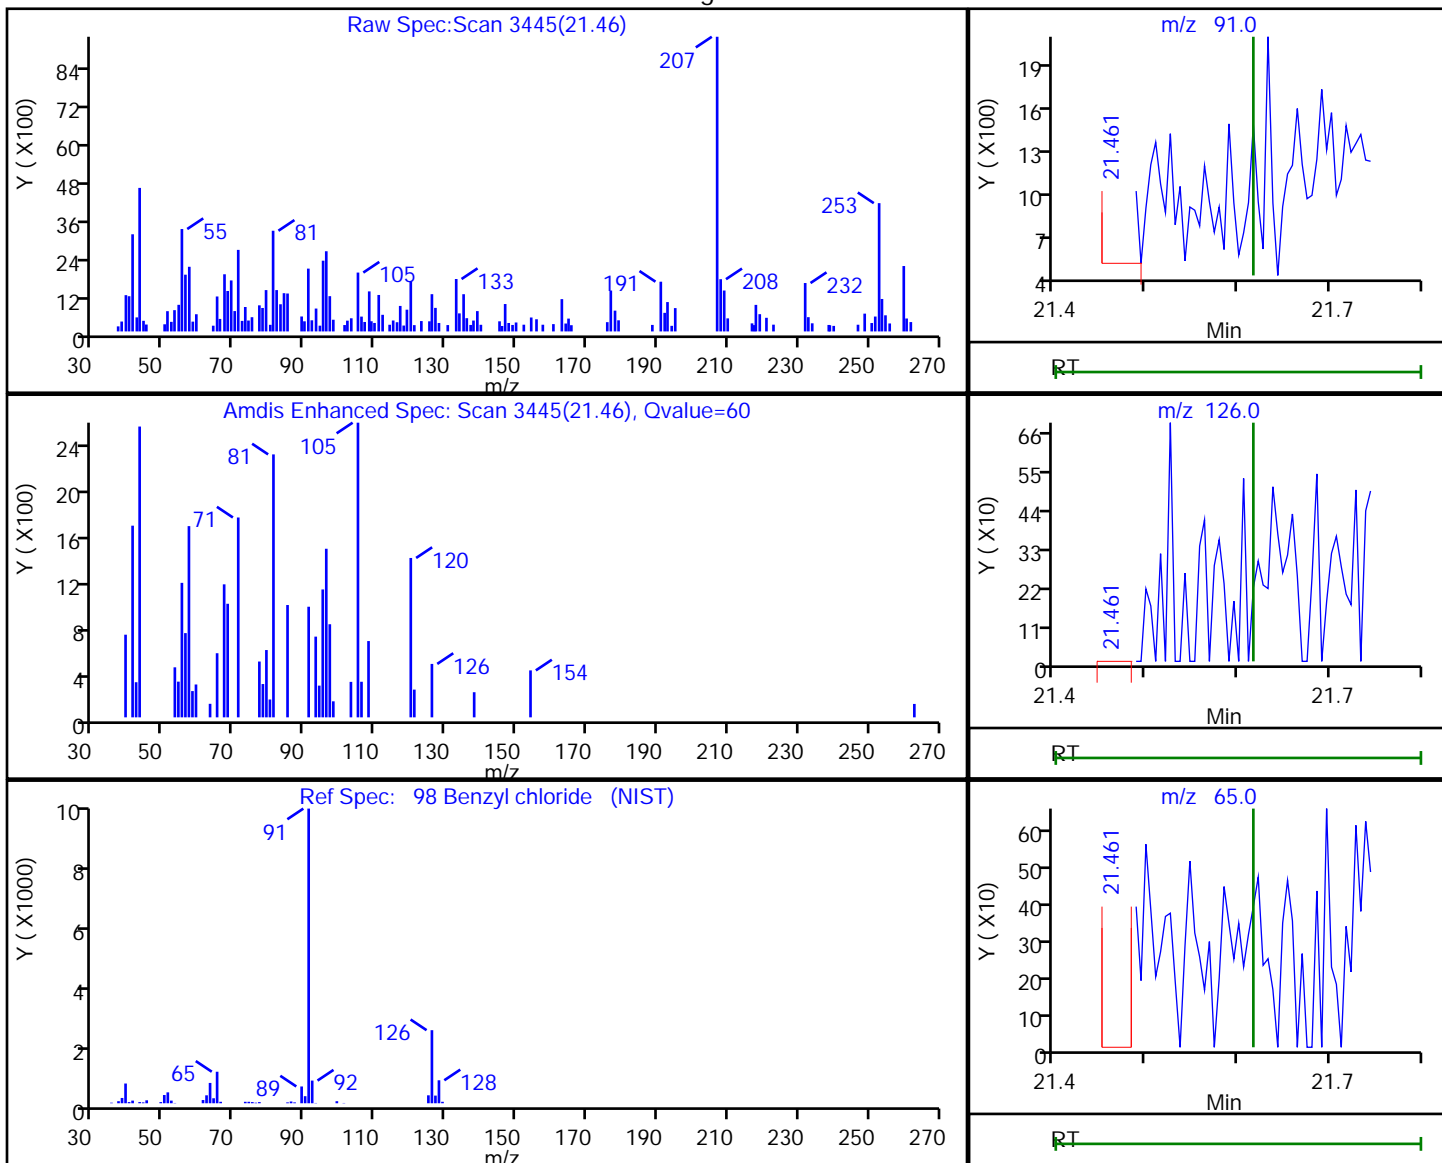 Raw Spec:Scan 3445(21.46)
Y ( X100)
84
72
60
48
36
24
12
0
207
55
81
105
133
191
208
232
253
30 50 70 90 110 130 150 170 190 210 230 250 270
m/z
m/z 91.0
Y ( X100)
19
16
13
10
7
4
21.461
21.4 21.7
Min
RT
Amdis Enhanced Spec: Scan 3445(21.46), Qvalue=60
Y ( X100)
24
20
16
12
8
4
0
71
81
105
120
126
154
30 50 70 90 110 130 150 170 190 210 230 250 270
m/z
m/z 126.0
Y ( X10)
66
55
44
33
22
11
0
21.461
21.4 21.7
Min
RT
Ref Spec: 98 Benzyl chloride (NIST)
Y ( X1000)
10
8
6
4
2
0
91
65
89
92
126
128
30 50 70 90 110 130 150 170 190 210 230 250 270
m/z
m/z 65.0
Y ( X10)
60
50
40
30
20
10
0
21.461
21.4 21.7
Min
RT